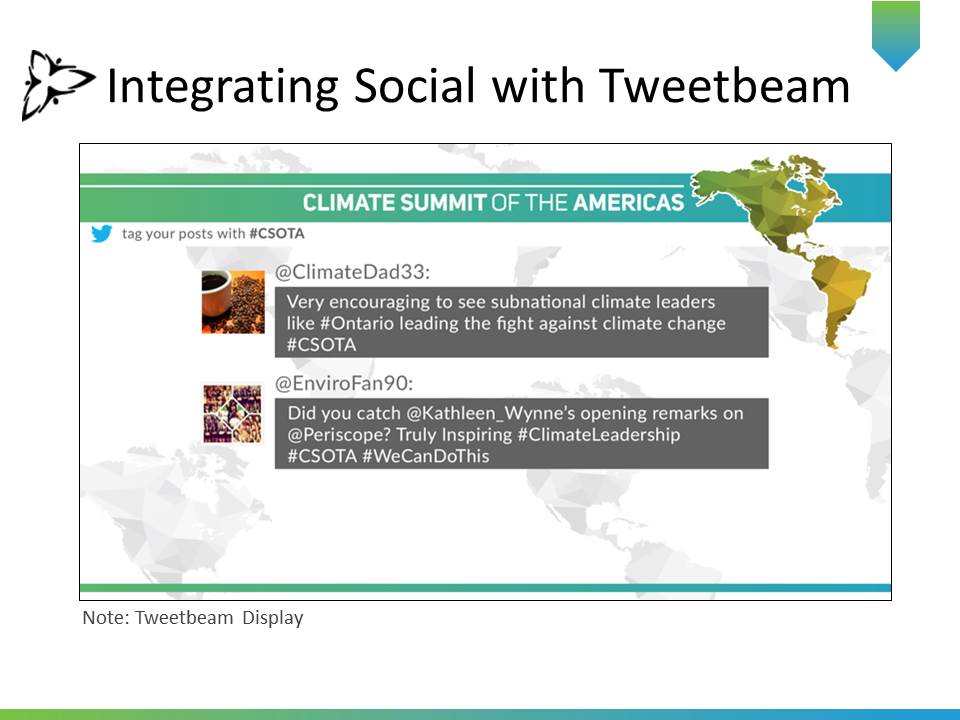 Integrating Social with Tweetbeam
CLIMATE SUMMIT OF THE AMERICAS
tag your posts with #CSOTA
@ClimateDad33:
Very encouraging to see subnational climate leaders
like #Ontario leading the fight against climate change
#CSOTA
@EnviroFan90:
Did you catch @Kathleen_Wynne's opening remarks on
@Periscope? Truly Inspiring #ClimateLeadership
#CSOTA #WeCanDoThis
Note: Tweetbeam Display